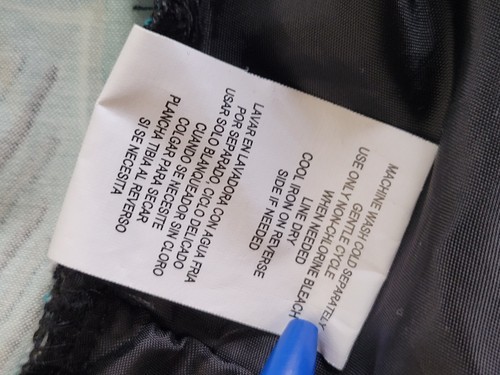 MACHINE WASH COLD SEPARATELY
GENTLE CYCLE
USE ONLY NON-CHLORINE BLEACH
WHEN NEEDED
LINE DRY
COOL IRON ON REVERSE
SIDE IF NEEDED
LAVAR EN LAVADORA CON AGUA FRIA
POR SEPARADO, CICLO DELICADO
USAR SOLO BLANQUEADOR SIN CLORO
CUANDO SE NECESITE
COLGAR PARA SECAR
PLANCHA TIBIA AL REVERSO
SI SE NECESITA